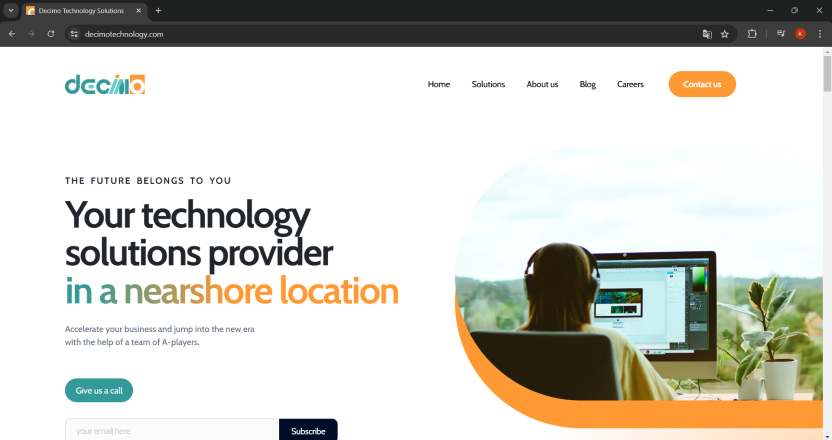 Decimo Technology Solutions
decimotechnology.com
K
decimo
Home Solutions About us Blog Careers Contact us
THE FUTURE BELONGS TO YOU
Your technology
solutions provider
in a nearshore location
Accelerate your business and jump into the new era
with the help of a team of A-players.
Give us a call
your email here Subscribe